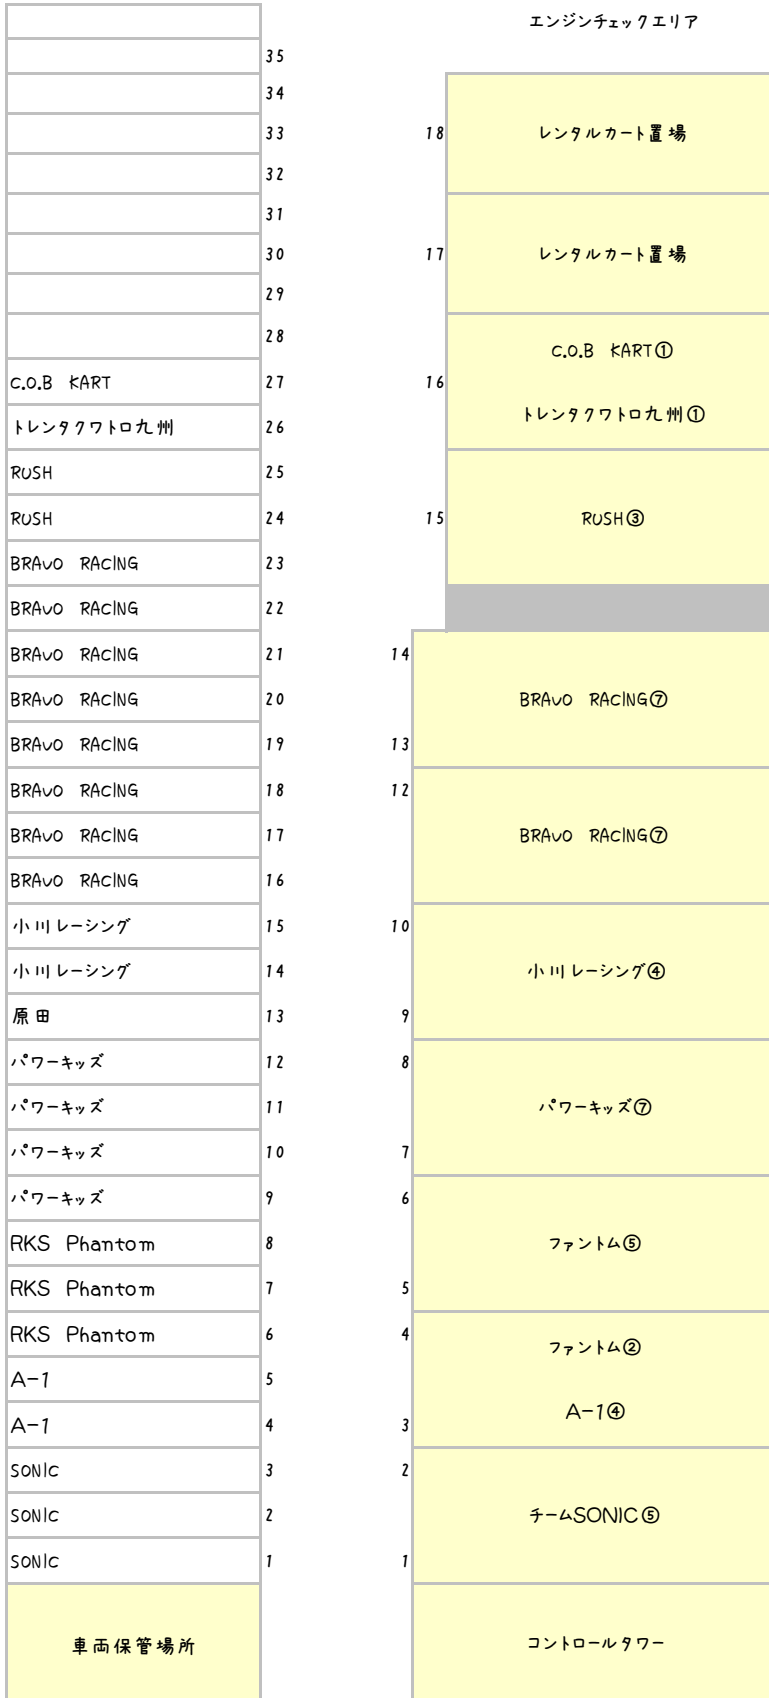 エンジンチェックエリア
35
34
33 18 レンタルカート置場
32
31
30 17 レンタルカート置場
29
28
C.O.B KART①
C.O.B KART 27 16
トレンタクワトロ九州①
トレンタクワトロ九州 26
RUSH 25
RUSH 24 15 RUSH③
BRAVO RACING 23
BRAVO RACING 22
BRAVO RACING 21 14
BRAVO RACING 20 BRAVO RACING⑦
BRAVO RACING 19 13
BRAVO RACING 18 12
BRAVO RACING 17 BRAVO RACING⑦
BRAVO RACING 16
小川レーシング 15 10
小川レーシング 14 小川レーシング④
原田 13 9
パワーキッズ 12 8
パワーキッズ 11 パワーキッズ⑦
パワーキッズ 10 7
パワーキッズ 9 6
RKS Phantom 8 ファントム⑤
RKS Phantom 7 5
RKS Phantom 6 4
ファントム②
A-1 5
A-1④
A-1 4 3
SONIC 3 2
SONIC 2 チームSONIC⑤
SONIC 1 1
車両保管場所 コントロールタワー